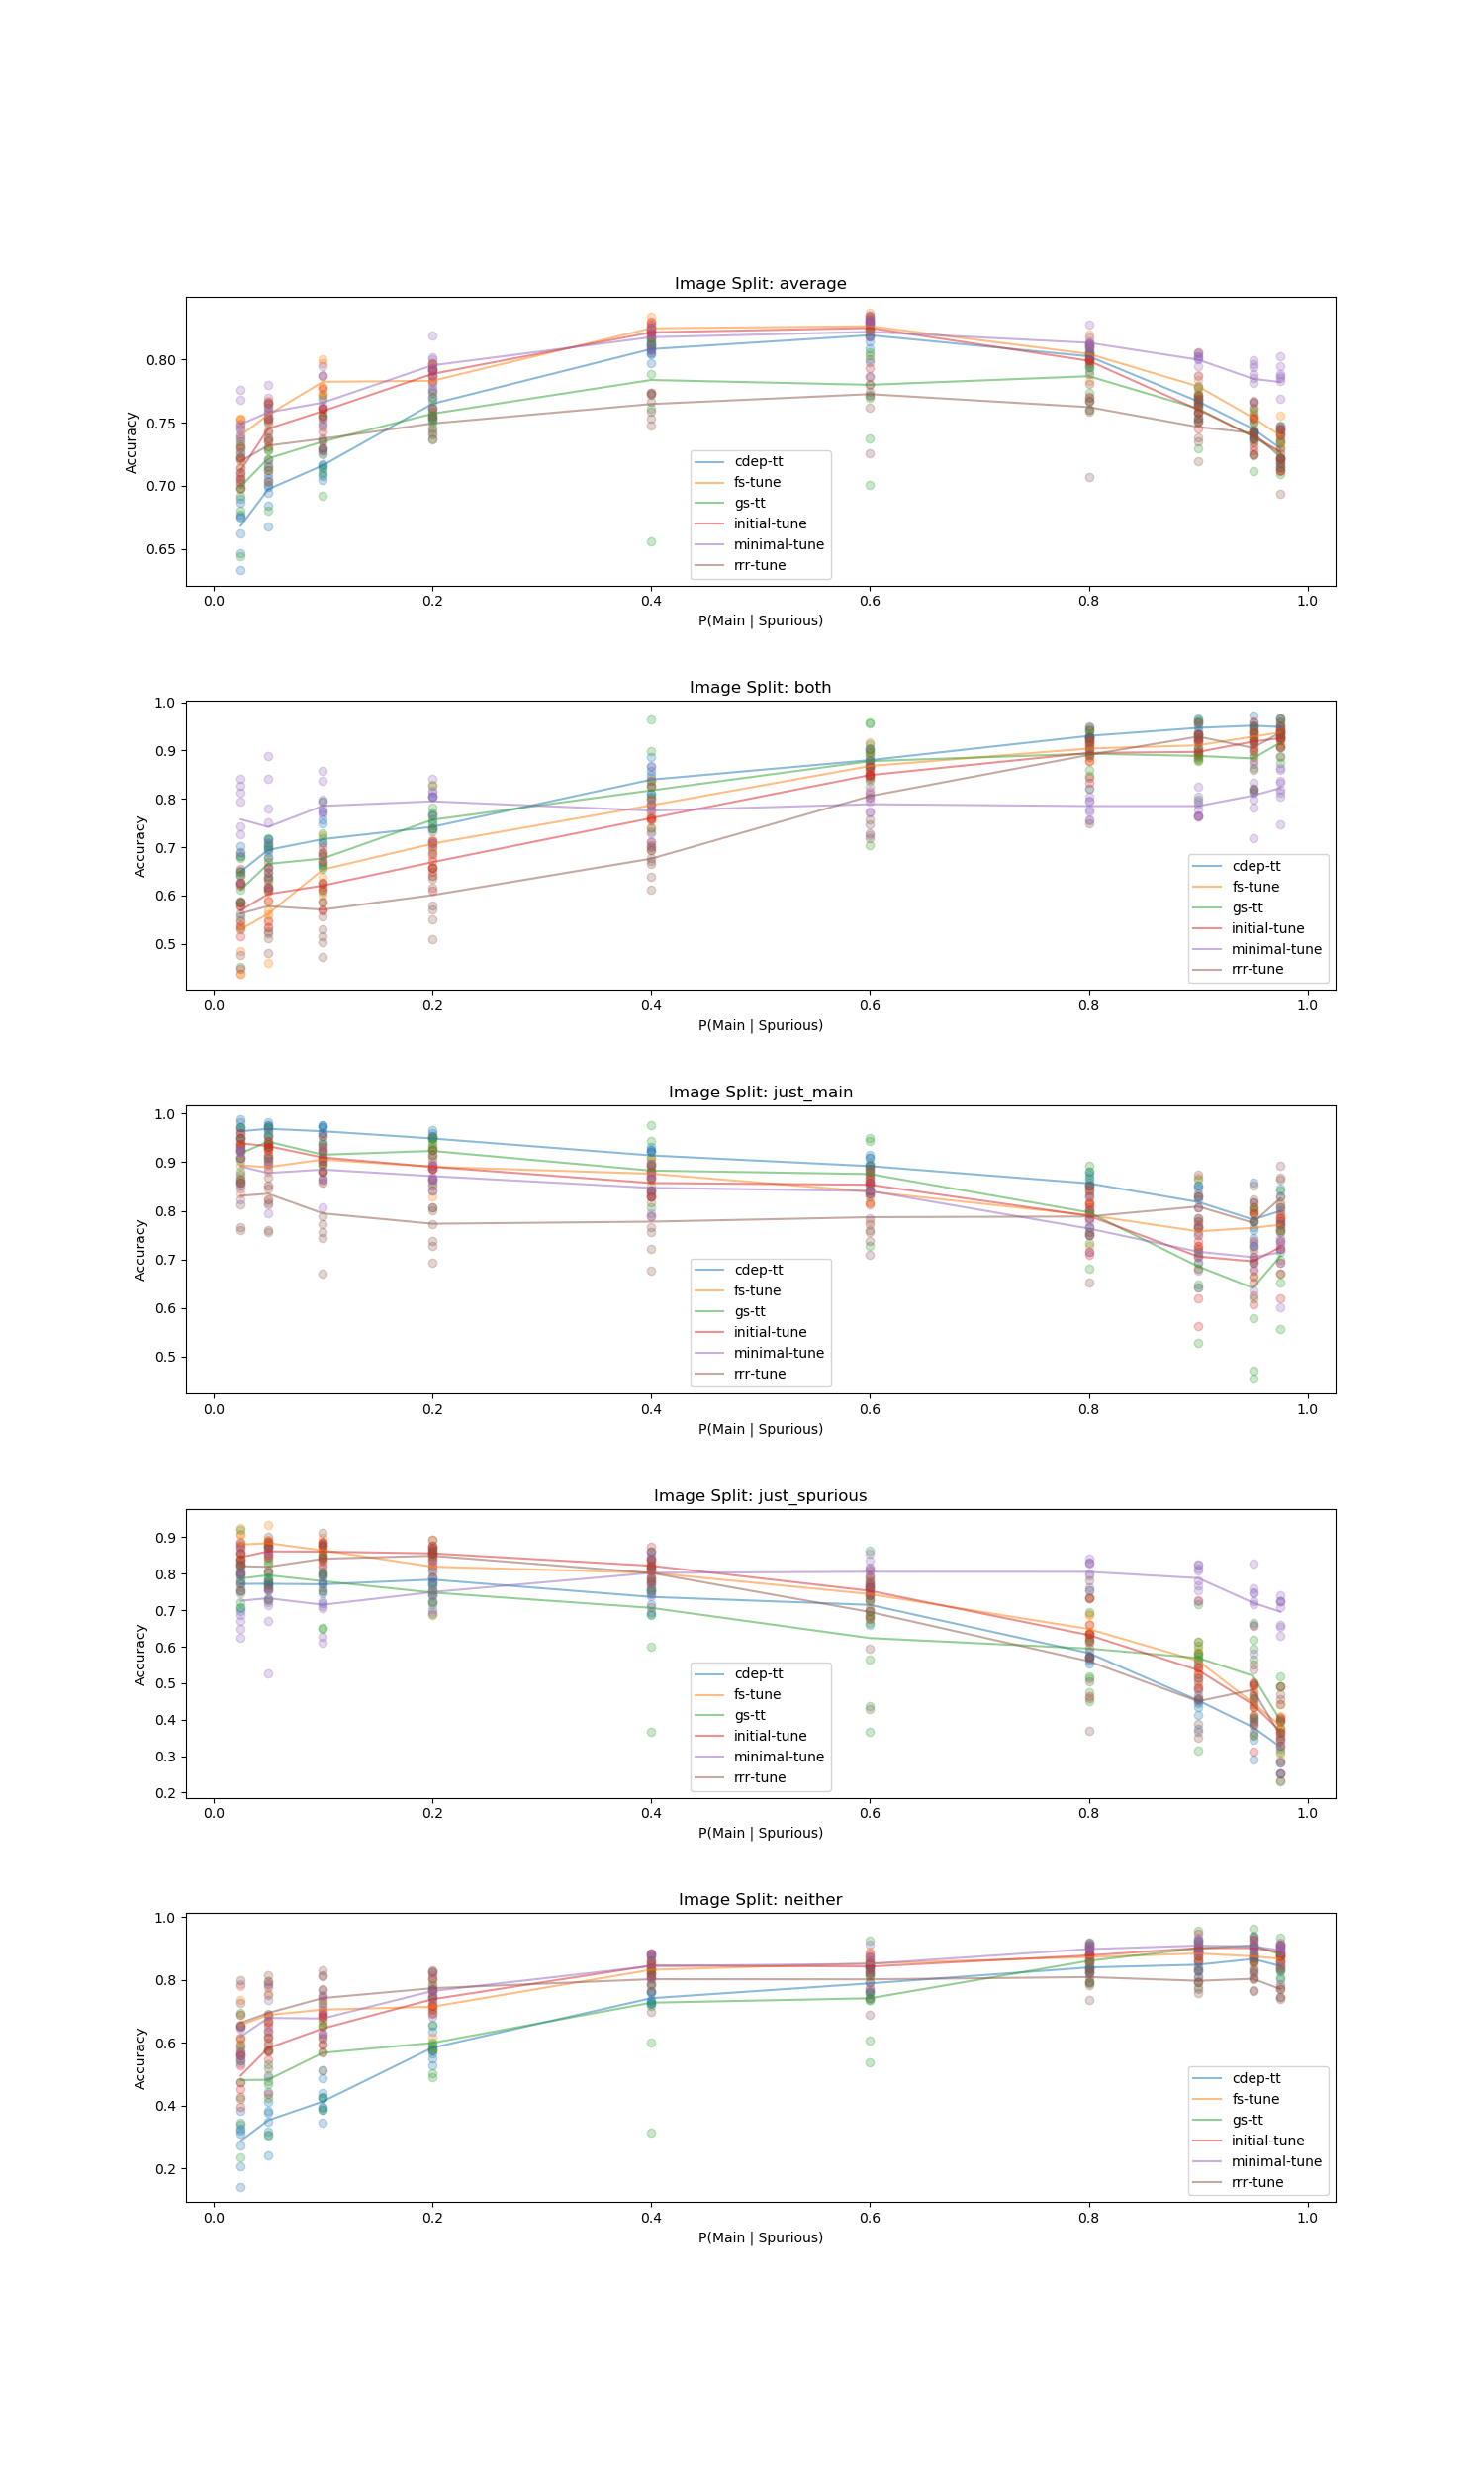 Image Split: average
Accuracy
0.80
0.75
0.70
0.65
cdep-tt
fs-tune
gs-tt
initial-tune
minimal-tune
rrr-tune
0.0 0.2 0.4 0.6 0.8 1.0
P(Main | Spurious)
Image Split: both
Accuracy
1.0
0.9
0.8
0.7
0.6
0.5
cdep-tt
fs-tune
gs-tt
initial-tune
minimal-tune
rrr-tune
0.0 0.2 0.4 0.6 0.8 1.0
P(Main | Spurious)
Image Split: just_main
Accuracy
1.0
0.9
0.8
0.7
0.6
0.5
cdep-tt
fs-tune
gs-tt
initial-tune
minimal-tune
rrr-tune
0.0 0.2 0.4 0.6 0.8 1.0
P(Main | Spurious)
Image Split: just_spurious
Accuracy
0.9
0.8
0.7
0.6
0.5
0.4
0.3
0.2
cdep-tt
fs-tune
gs-tt
initial-tune
minimal-tune
rrr-tune
0.0 0.2 0.4 0.6 0.8 1.0
P(Main | Spurious)
Image Split: neither
Accuracy
1.0
0.8
0.6
0.4
0.2
cdep-tt
fs-tune
gs-tt
initial-tune
minimal-tune
rrr-tune
0.0 0.2 0.4 0.6 0.8 1.0
P(Main | Spurious)